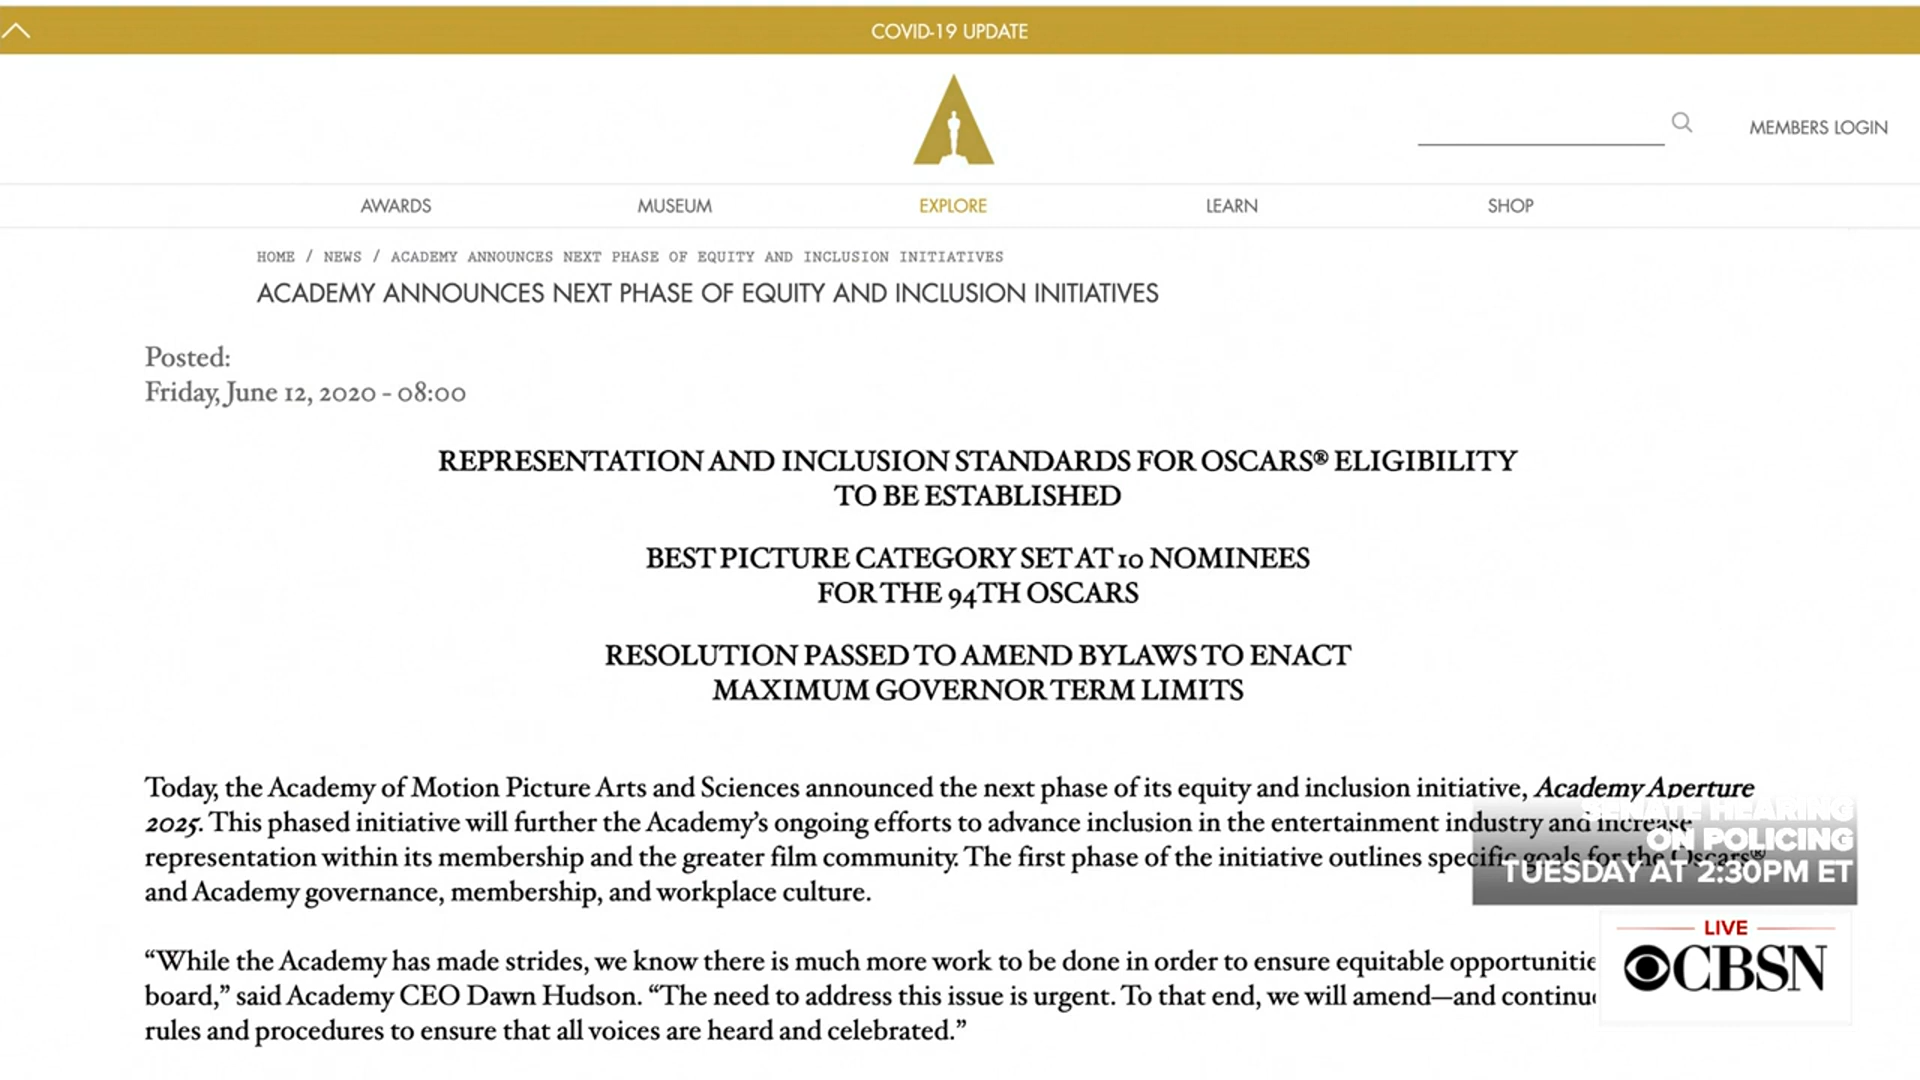 COVID-19 UPDATE
MEMBERS LOGIN
AWARDS MUSEUM EXPLORE LEARN SHOP
HOME / NEWS / ACADEMY ANNOUNCES NEXT PHASE OF EQUITY AND INCLUSION INITIATIVES
ACADEMY ANNOUNCES NEXT PHASE OF EQUITY AND INCLUSION INITIATIVES
Posted:
Friday, June 12, 2020 - 08:00
REPRESENTATION AND INCLUSION STANDARDS FOR OSCARS® ELIGIBILITY
TO BE ESTABLISHED
BEST PICTURE CATEGORY SET AT 10 NOMINEES
FOR THE 94TH OSCARS
RESOLUTION PASSED TO AMEND BYLAWS TO ENACT
MAXIMUM GOVERNOR TERM LIMITS
Today, the Academy of Motion Picture Arts and Sciences announced the next phase of its equity and inclusion initiative, Academy Aperture
2025. This phased initiative will further the Academy’s ongoing efforts to advance inclusion in the entertainment industry and increase
representation within its membership and the greater film community. The first phase of the initiative outlines specific goals for the Oscars®
and Academy governance, membership, and workplace culture.
“While the Academy has made strides, we know there is much more work to be done in order to ensure equitable opportunitie
board,” said Academy CEO Dawn Hudson. “The need to address this issue is urgent. To that end, we will amend—and continu
rules and procedures to ensure that all voices are heard and celebrated.”
SENATE HEARING
ON POLICING
TUESDAY AT 2:30PM ET
LIVE
CBSN